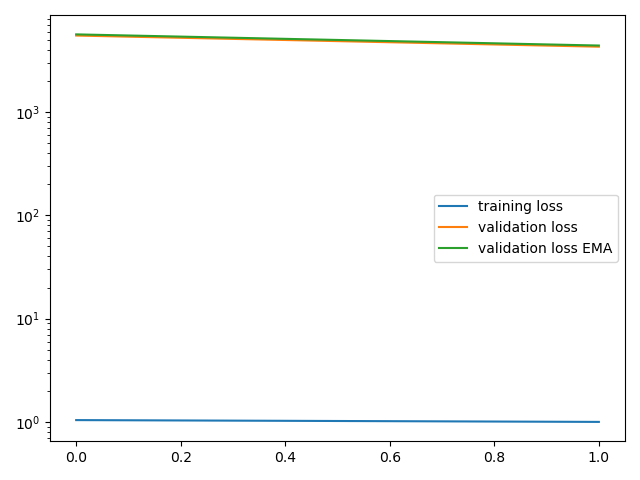 10³
10²
10¹
10⁰
training loss
validation loss
validation loss EMA
0.0 0.2 0.4 0.6 0.8 1.0